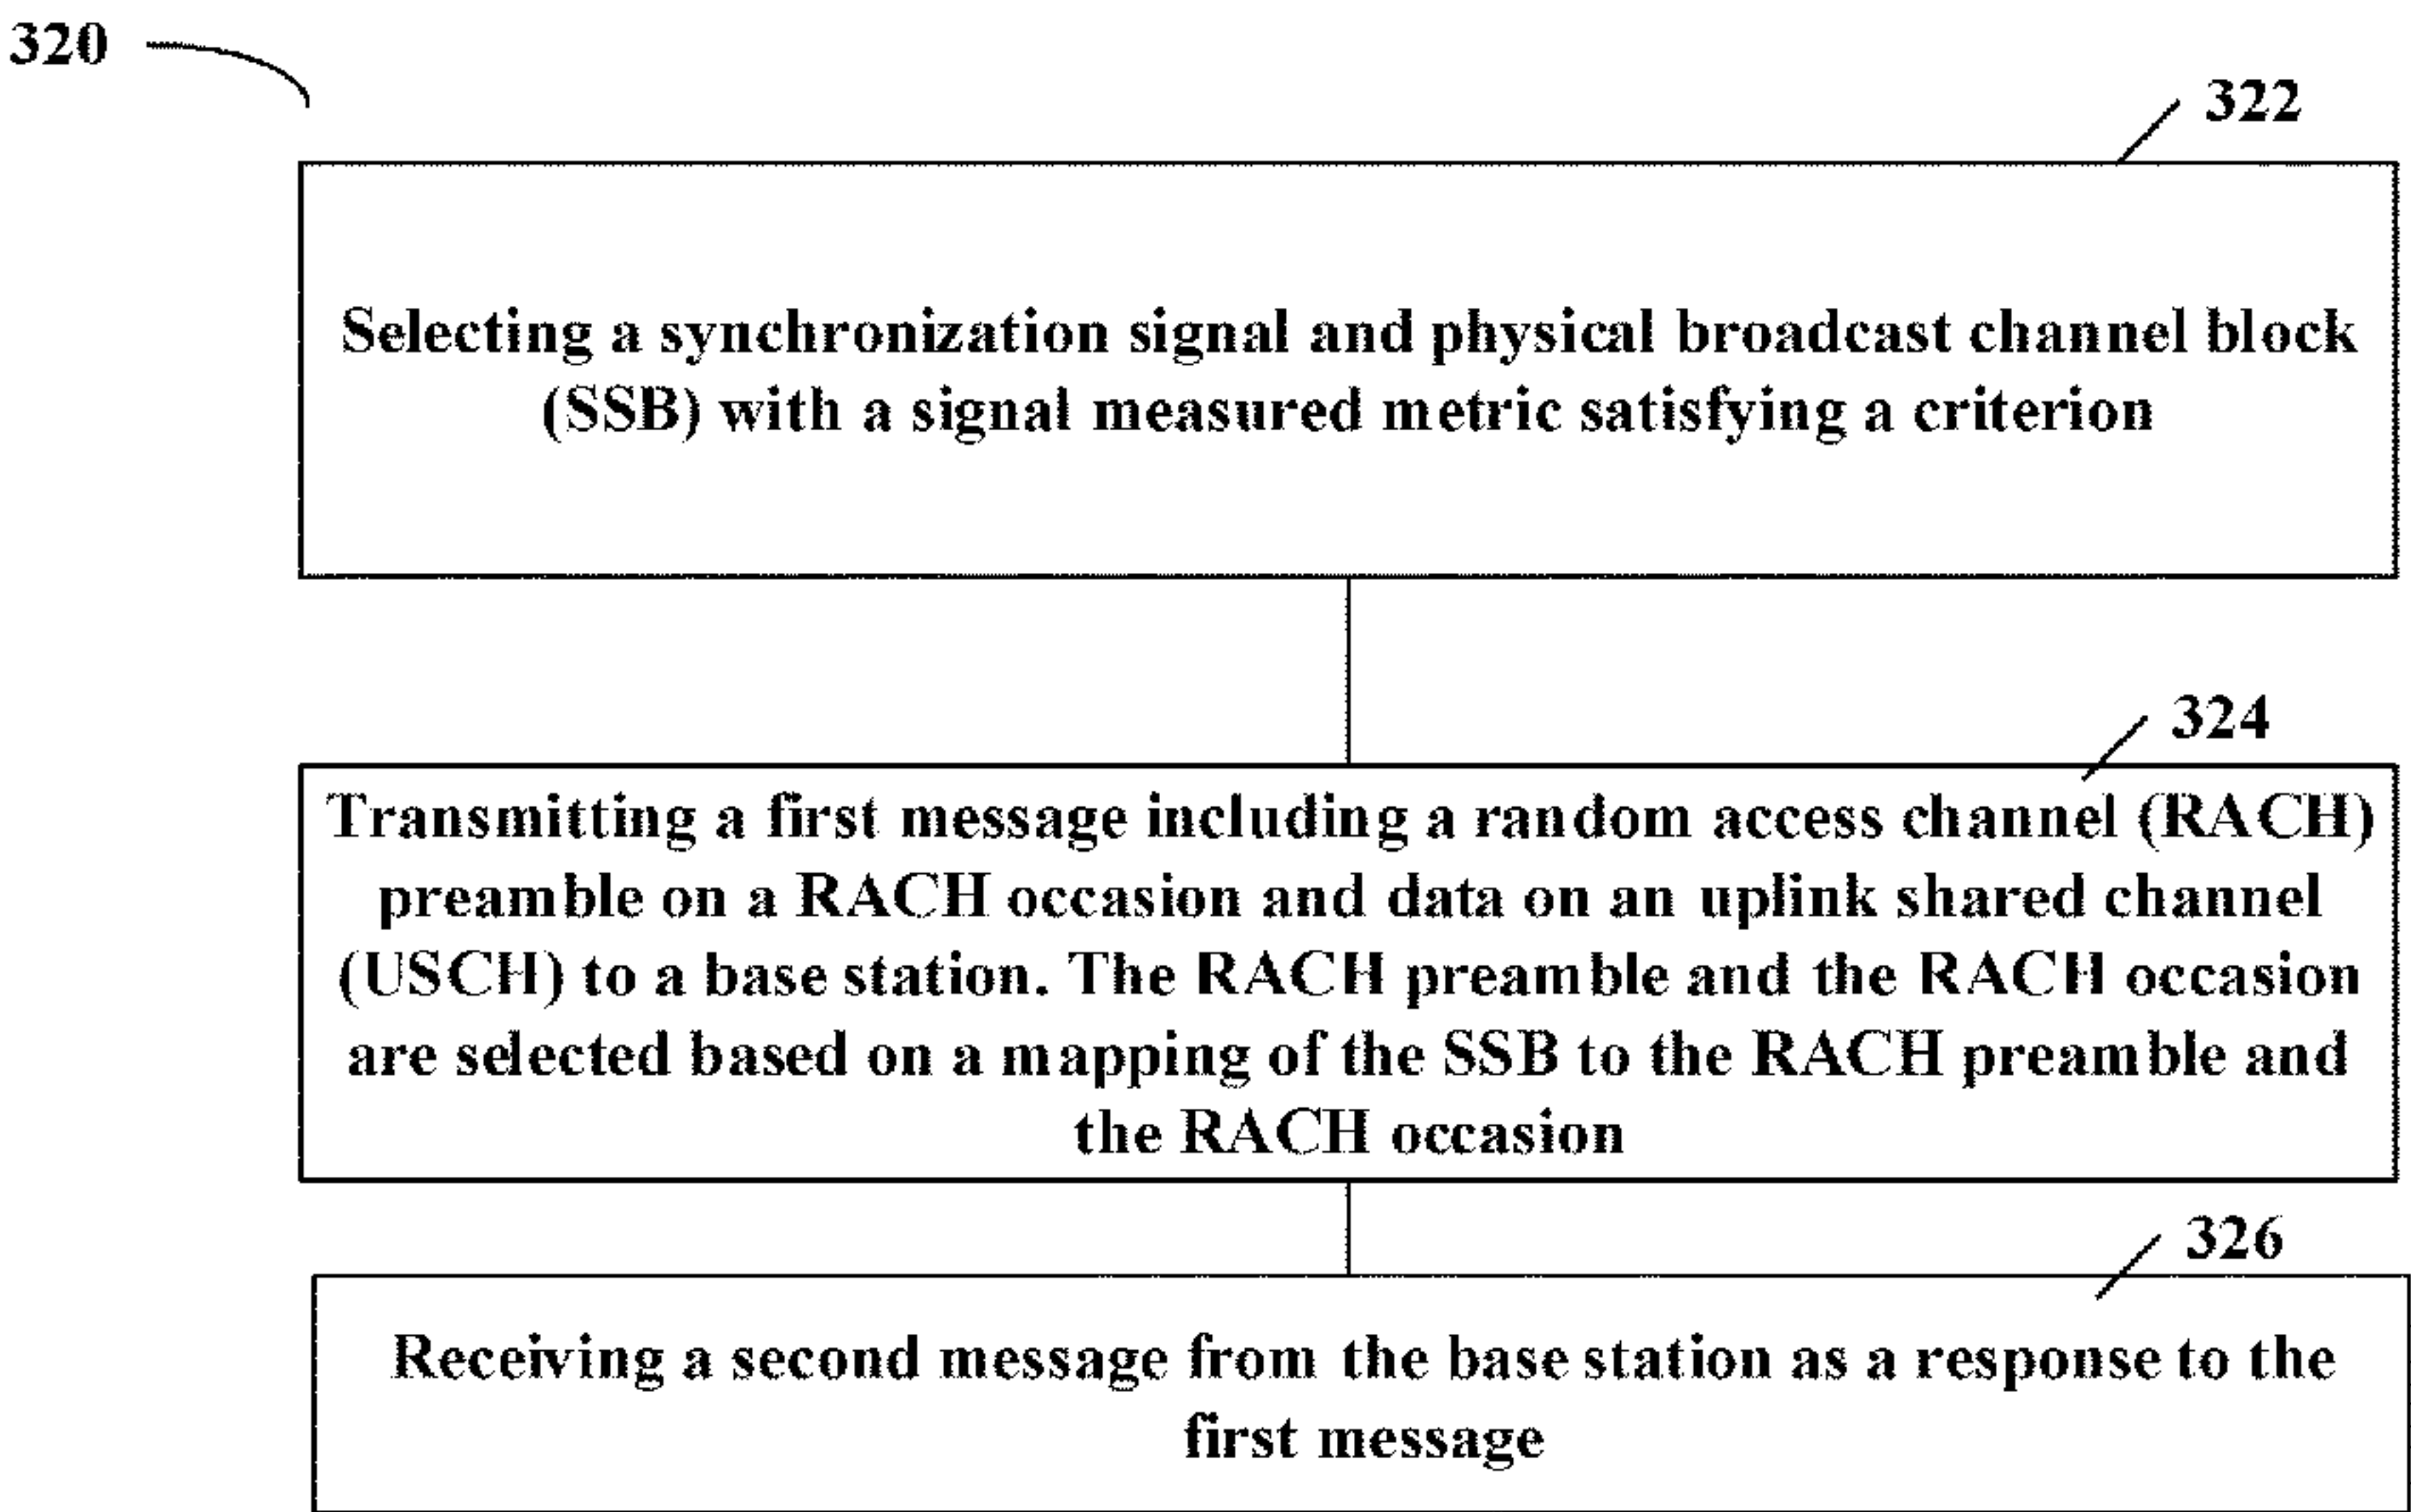 320
322
Selecting a synchronization signal and physical broadcast channel block
(SSB) with a signal measured metric satisfying a criterion
324
Transmitting a first message including a random access channel (RACH)
preamble on a RACH occasion and data on an uplink shared channel
(USCH) to a base station. The RACH preamble and the RACH occasion
are selected based on a mapping of the SSB to the RACH preamble and
the RACH occasion
326
Receiving a second message from the base station as a response to the
first message